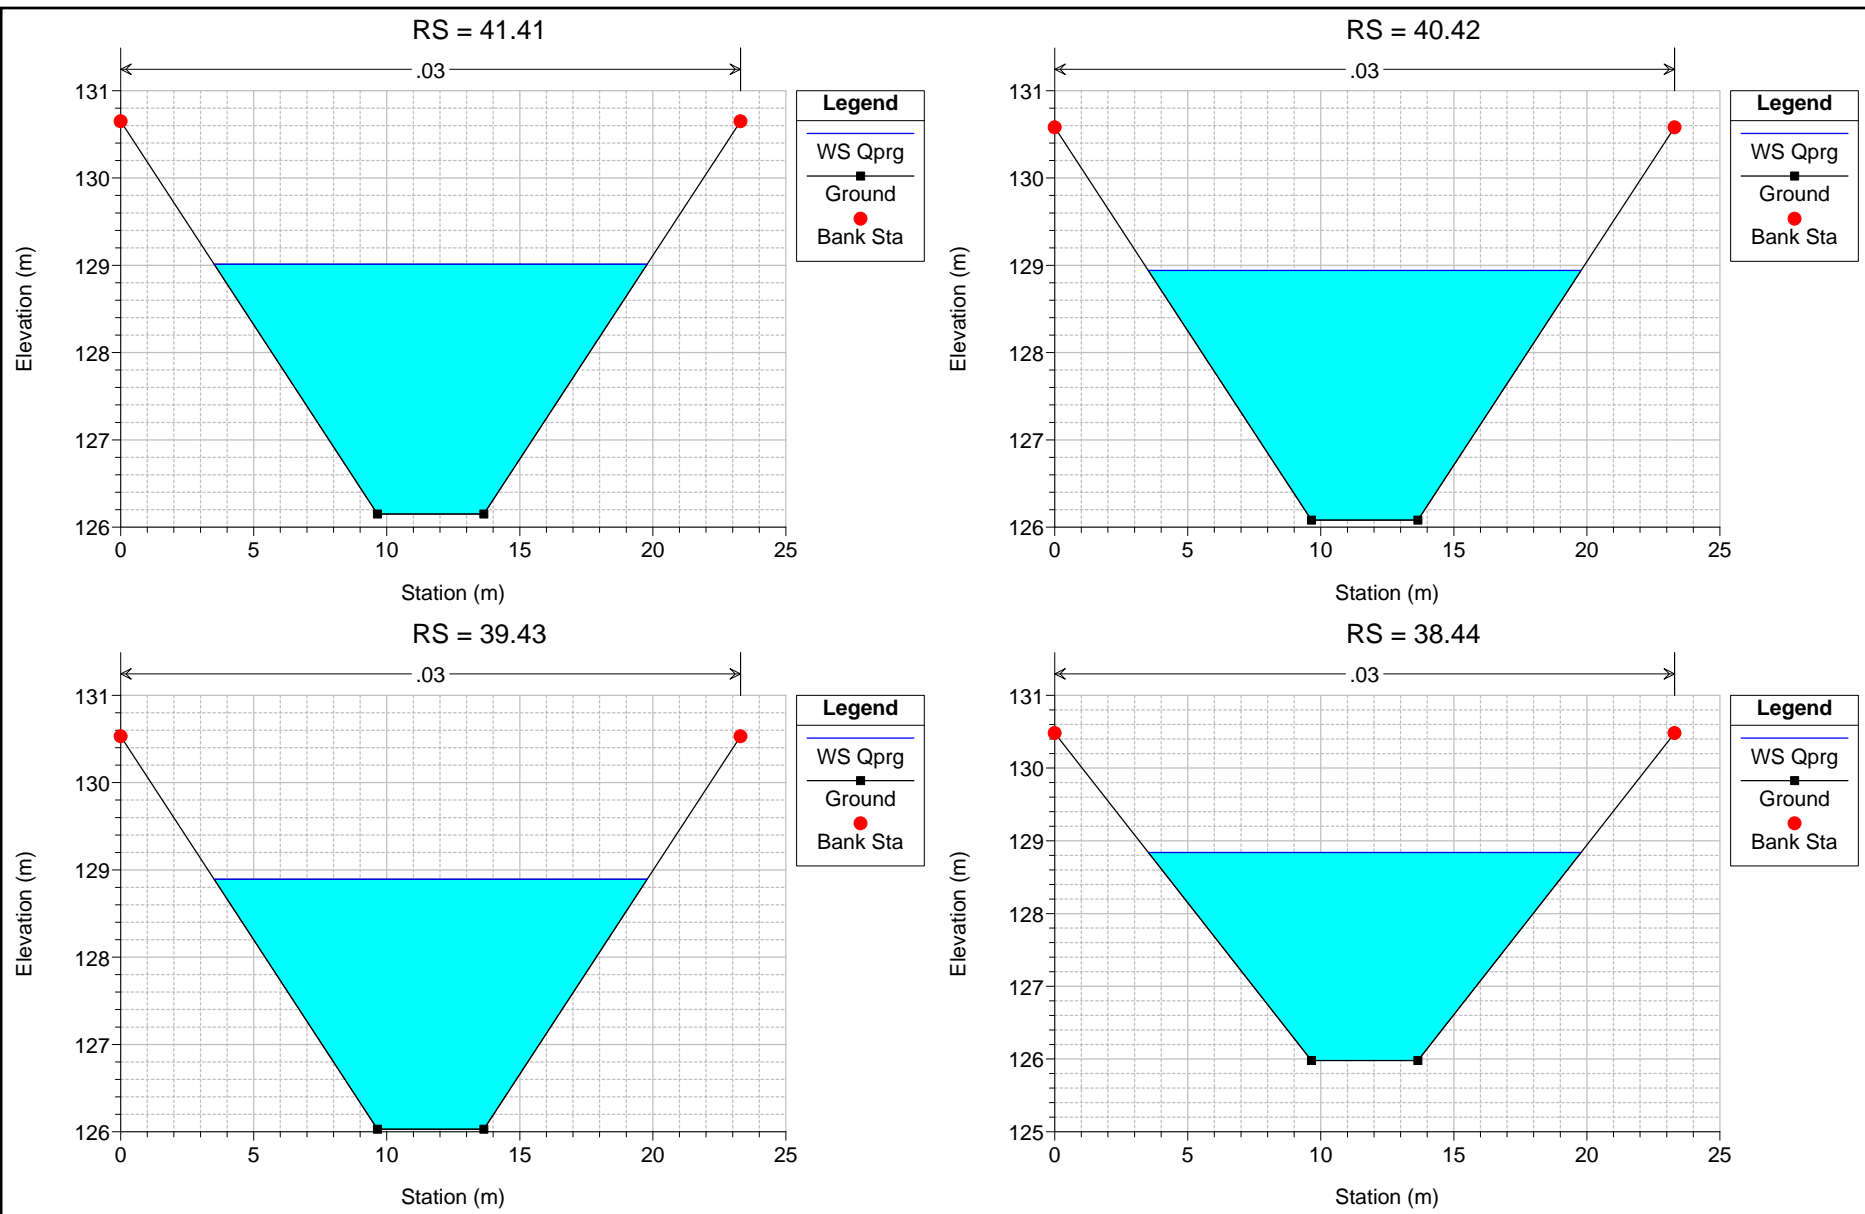 RS = 41.41
.03
131
130
129
128
127
126
0 5 10 15 20 25
Elevation (m)
Station (m)
Legend
WS Qprg
Ground
Bank Sta
RS = 40.42
.03
131
130
129
128
127
126
0 5 10 15 20 25
Elevation (m)
Station (m)
Legend
WS Qprg
Ground
Bank Sta
RS = 39.43
.03
131
130
129
128
127
126
0 5 10 15 20 25
Elevation (m)
Station (m)
Legend
WS Qprg
Ground
Bank Sta
RS = 38.44
.03
131
130
129
128
127
126
125
0 5 10 15 20 25
Elevation (m)
Station (m)
Legend
WS Qprg
Ground
Bank Sta